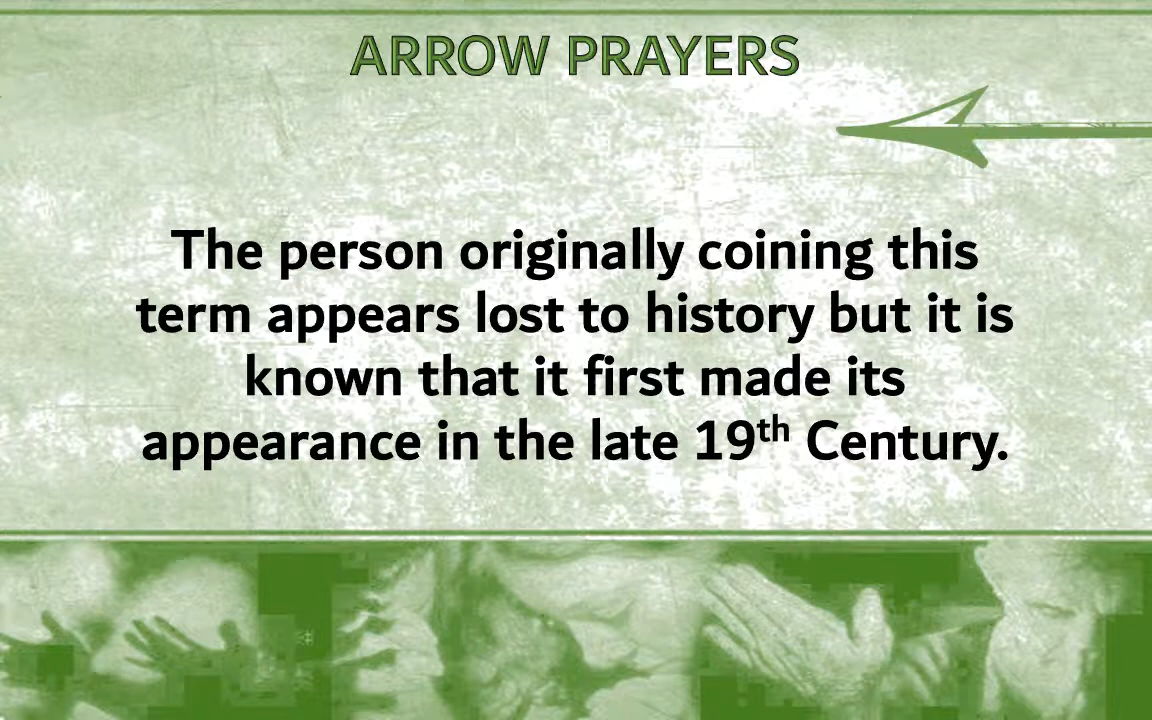 ARROW PRAYERS
The person originally coining this
term appears lost to history but it is
known that it first made its
appearance in the late 19th Century.